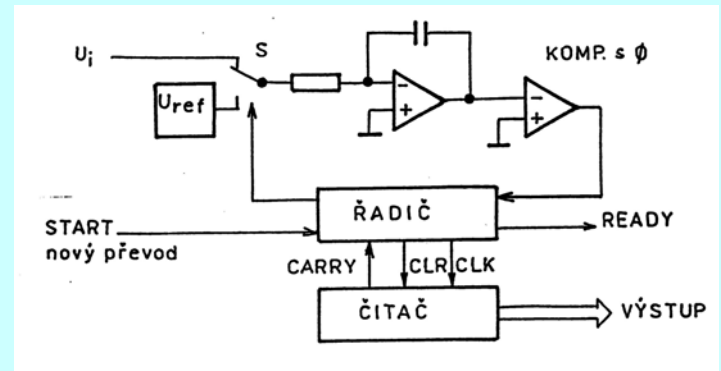 Ui
S
KOMP. s Ø
Uref
−
+
−
+
ŘADIČ
START
nový převod
READY
CARRY
CLR
CLK
ČITAČ
VÝSTUP